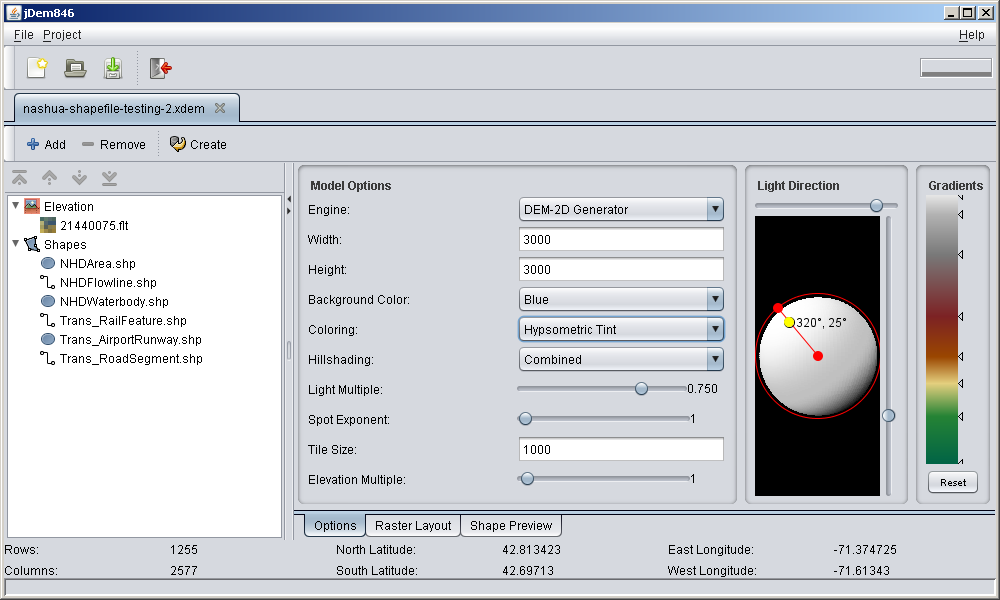 jDem846
File Project Help
nashua-shapefile-testing-2.xdem
Add Remove Create
Elevation
21440075.flt
Shapes
NHDArea.shp
NHDFlowline.shp
NHDWaterbody.shp
Trans_RailFeature.shp
Trans_AirportRunway.shp
Trans_RoadSegment.shp
Model Options
Engine: DEM-2D Generator
Width: 3000
Height: 3000
Background Color: Blue
Coloring: Hypsometric Tint
Hillshading: Combined
Light Multiple: 0.750
Spot Exponent: 1
Tile Size: 1000
Elevation Multiple: 1
Light Direction
320°, 25°
Gradients
Reset
Options Raster Layout Shape Preview
Rows: 1255 North Latitude: 42.813423 East Longitude: -71.374725
Columns: 2577 South Latitude: 42.69713 West Longitude: -71.61343